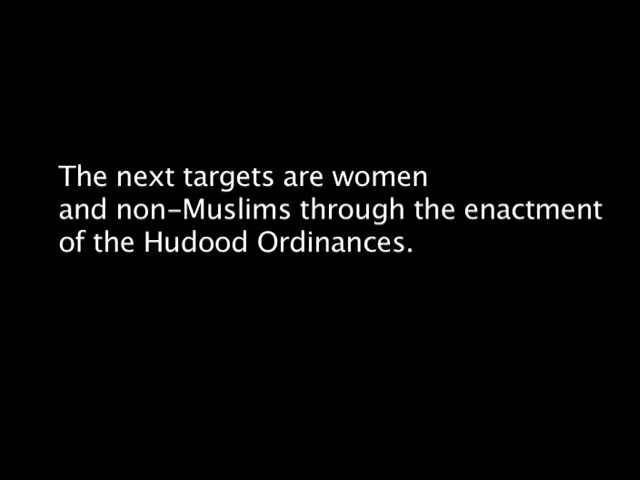 The next targets are women
and non-Muslims through the enactment
of the Hudood Ordinances.